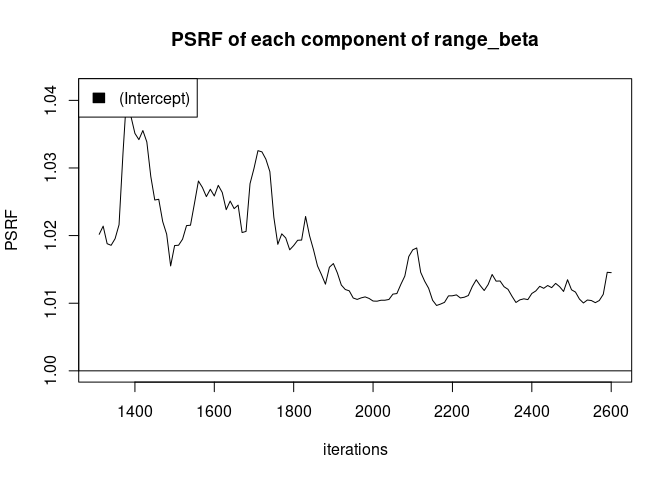 PSRF of each component of range_beta
(Intercept)
PSRF
1.04
1.03
1.02
1.01
1.00
1400 1600 1800 2000 2200 2400 2600
iterations